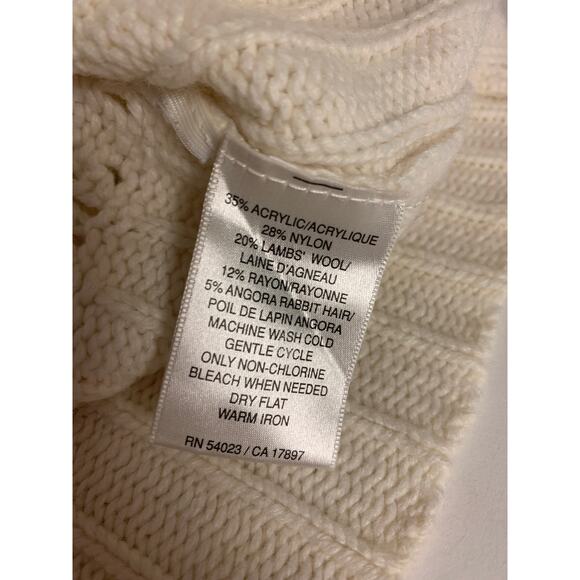 35% ACRYLIC/ACRYLIQUE
28% NYLON
20% LAMBS' WOOL/
LAINE D'AGNEAU
12% RAYON/RAYONNE
5% ANGORA RABBIT HAIR/
POIL DE LAPIN ANGORA
MACHINE WASH COLD
GENTLE CYCLE
ONLY NON-CHLORINE
BLEACH WHEN NEEDED
DRY FLAT
WARM IRON
RN 54023 / CA 17897